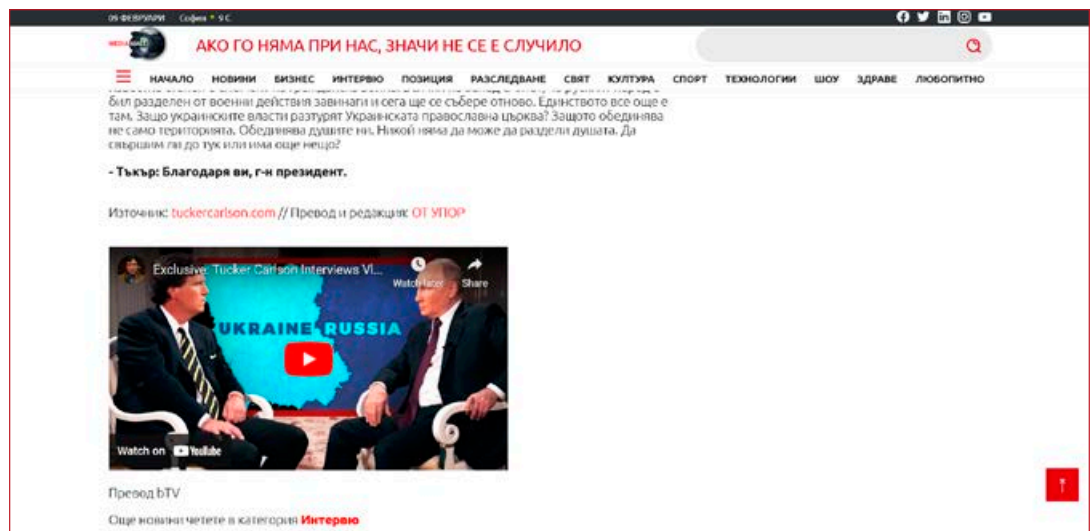 09 ФЕВРУАРИ София 9 C
АКО ГО НЯМА ПРИ НАС, ЗНАЧИ НЕ СЕ Е СЛУЧИЛО
НАЧАЛО НОВИНИ БИЗНЕС ИНТЕРВЮ ПОЗИЦИЯ РАЗСЛЕДВАНЕ СВЯТ КУЛТУРА СПОРТ ТЕХНОЛОГИИ ШОУ ЗДРАВЕ ЛЮБОПИТНО
бил разделен от военни действия завинаги и сега ще се събере отново. Единството все още е
там. Защо украинските власти разтурят Украинската православна църква? Защото обединява
не само територията. Обединява душите ни. Никой няма да може да раздели душата. Да
свършим ли до тук или има още нещо?
- Тъкър: Благодаря ви, г-н президент.
Източник: tuckercarlson.com // Превод и редакция: ОТ УПОР
Exclusive: Tucker Carlson Interviews Vl...
Watch later Share
UKRAINE RUSSIA
Watch on YouTube
Превод bTV
Още новини четете в категория Интервю